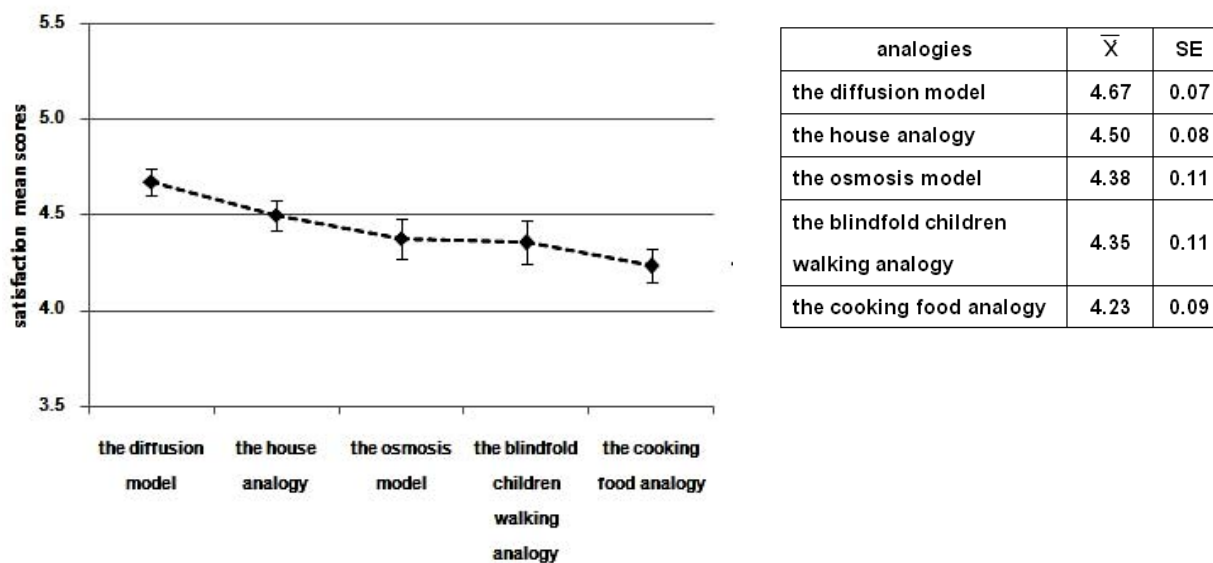 satisfaction mean scores
5.5
5.0
4.5
4.0
3.5
the diffusion
model
the house
analogy
the osmosis
model
the blindfold
children
walking
analogy
the cooking
food analogy
analogies X̅ SE
the diffusion model 4.67 0.07
the house analogy 4.50 0.08
the osmosis model 4.38 0.11
the blindfold children
walking analogy 4.35 0.11
the cooking food analogy 4.23 0.09